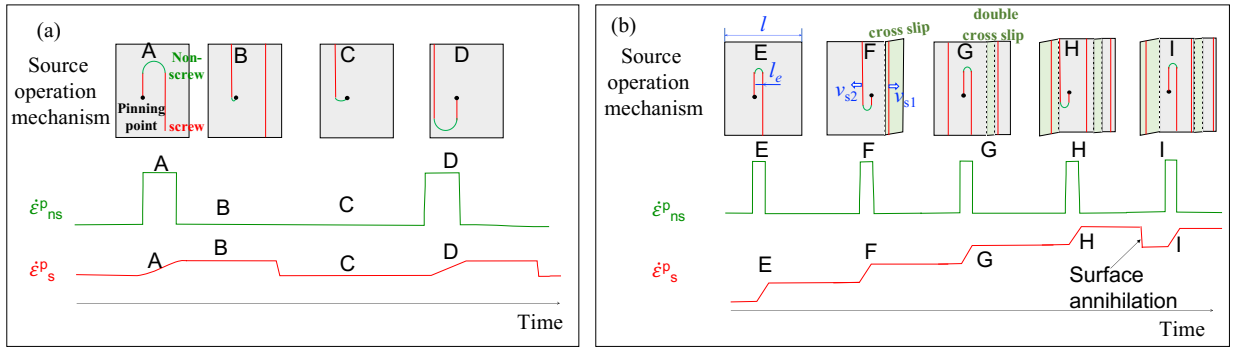 (a)
Source
operation
mechanism
A
Non-
screw
Pinning
point
screw
B
C
D
A
B
C
D
ε̇ᵖₙₛ
A
B
C
D
ε̇ᵖₛ
Time
(b)
Source
operation
mechanism
l
cross slip
double
cross slip
E
lₑ
F
vₛ₂
vₛ₁
G
H
I
E
F
G
H
I
ε̇ᵖₙₛ
E
F
G
H
I
ε̇ᵖₛ
Surface
annihilation
Time